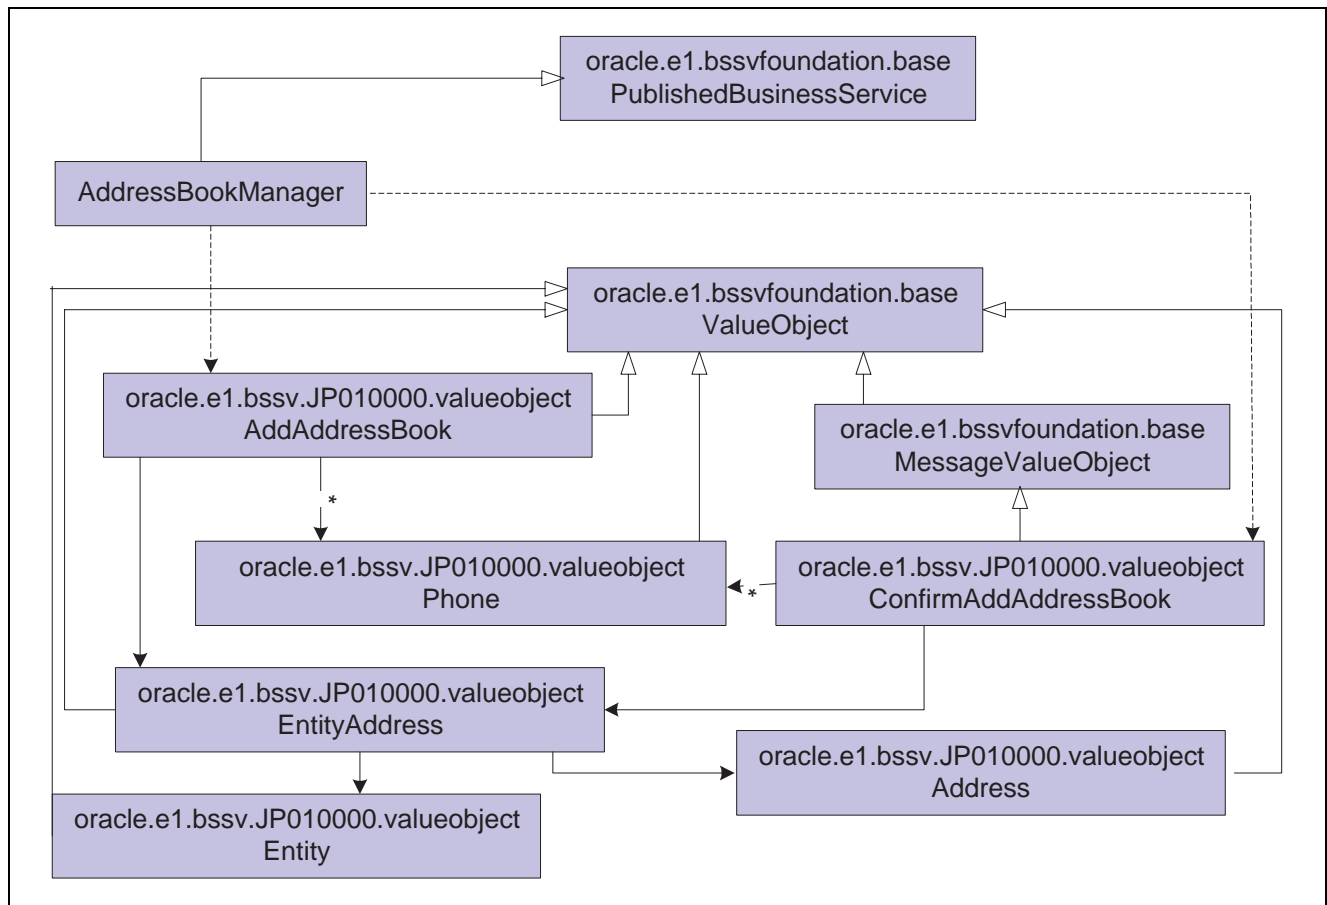 oracle.e1.bssvfoundation.base
PublishedBusinessService
AddressBookManager
oracle.e1.bssvfoundation.base
ValueObject
oracle.e1.bssv.JP010000.valueobject
AddAddressBook
oracle.e1.bssvfoundation.base
MessageValueObject
*
oracle.e1.bssv.JP010000.valueobject
Phone
*
oracle.e1.bssv.JP010000.valueobject
ConfirmAddAddressBook
oracle.e1.bssv.JP010000.valueobject
EntityAddress
oracle.e1.bssv.JP010000.valueobject
Address
oracle.e1.bssv.JP010000.valueobject
Entity